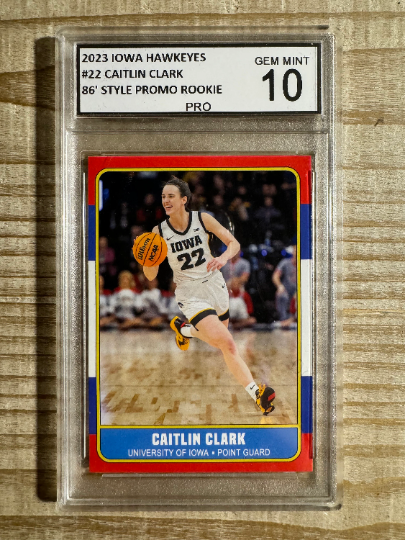 2023 IOWA HAWKEYES
#22 CAITLIN CLARK
86' STYLE PROMO ROOKIE
GEM MINT
10
PRO
IOWA
22
CAITLIN CLARK
UNIVERSITY OF IOWA • POINT GUARD